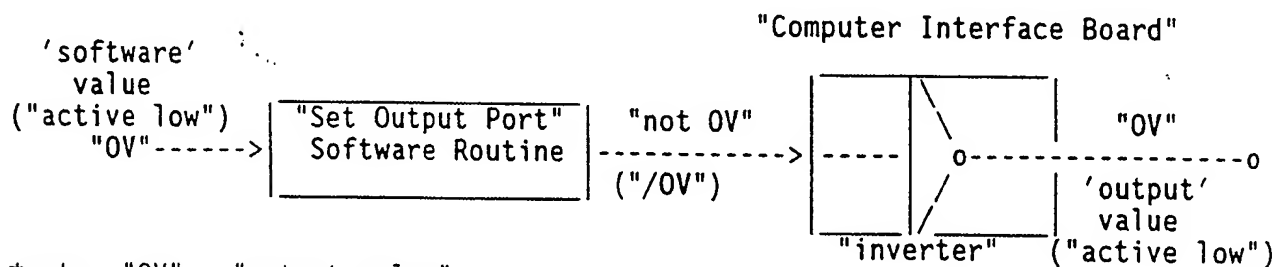 "Computer Interface Board"
'software'
value
("active low")
"OV"------>
"Set Output Port"
Software Routine
"not OV"
------------>
("/OV")
-----
o-----------------o
"inverter"
"OV"
'output'
value
("active low")